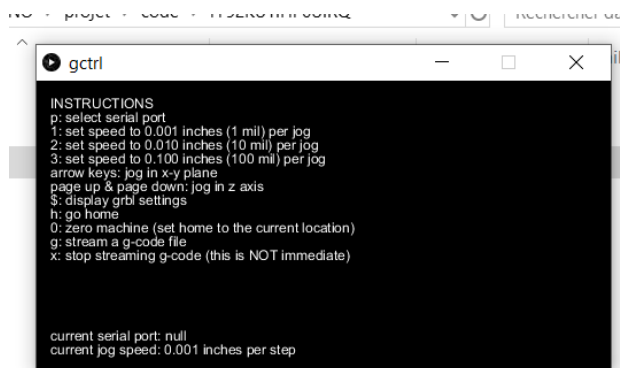 projet > code >
gctrl
INSTRUCTIONS
p: select serial port
1: set speed to 0.001 inches (1 mil) per jog
2: set speed to 0.010 inches (10 mil) per jog
3: set speed to 0.100 inches (100 mil) per jog
arrow keys: jog in x-y plane
page up & page down: jog in z axis
$: display grbl settings
h: go home
0: zero machine (set home to the current location)
g: stream a g-code file
x: stop streaming g-code (this is NOT immediate)
current serial port: null
current jog speed: 0.001 inches per step